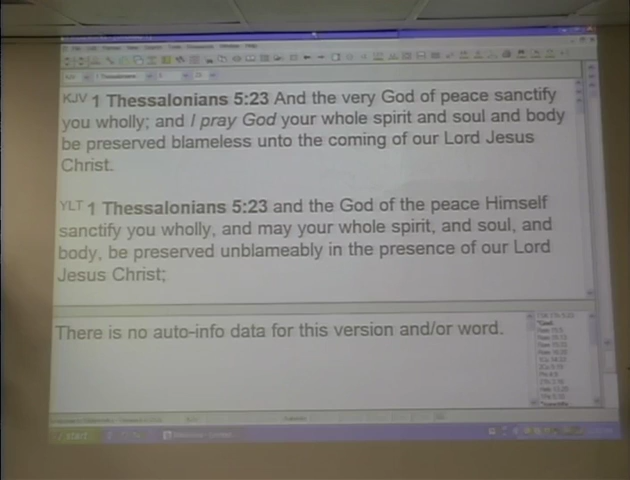 KJV 1 Thessalonians 5:23 And the very God of peace sanctify
you wholly; and I pray God your whole spirit and soul and body
be preserved blameless unto the coming of our Lord Jesus
Christ.
YLT 1 Thessalonians 5:23 and the God of the peace Himself
sanctify you wholly, and may your whole spirit, and soul, and
body, be preserved unblameably in the presence of our Lord
Jesus Christ;
There is no auto-info data for this version and/or word.
start